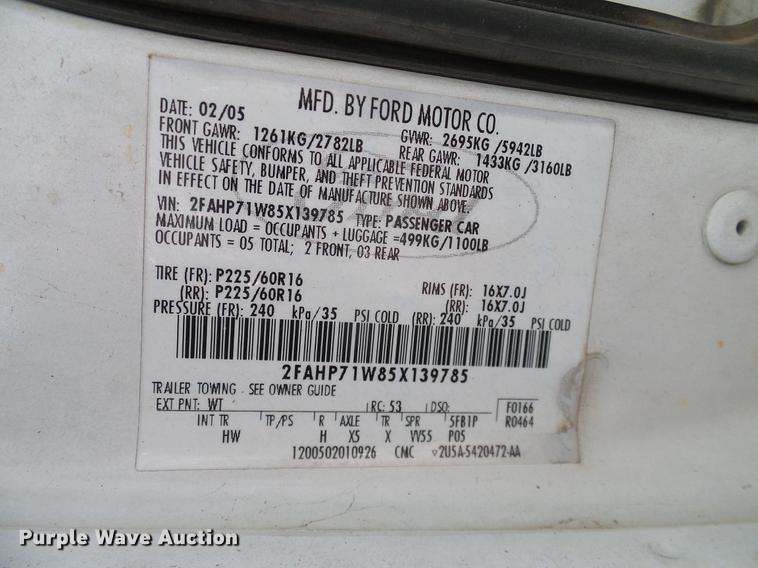 MFD. BY FORD MOTOR CO.
DATE: 02/05 GVWR: 2695KG /5942LB
FRONT GAWR: 1261KG/2782LB REAR GAWR: 1433KG /3160LB
THIS VEHICLE CONFORMS TO ALL APPLICABLE FEDERAL MOTOR
VEHICLE SAFETY, BUMPER, AND THEFT PREVENTION STANDARDS
IN EFFECT ON THE DATE OF MANUFACTURE SHOWN ABOVE.
VIN: 2FAHP71W85X139785 TYPE: PASSENGER CAR
MAXIMUM LOAD = OCCUPANTS + LUGGAGE =499KG/1100LB
OCCUPANTS = 05 TOTAL; 2 FRONT, 03 REAR
TIRE (FR): P225/60R16 RIMS (FR): 16X7.0J
(RR): P225/60R16 (RR): 16X7.0J
PRESSURE (FR): 240 kPa/35 PSI COLD (RR): 240 kPa/35 PSI COLD
2FAHP71W85X139785
TRAILER TOWING - SEE OWNER GUIDE
EXT PNT: WT RC: 53 DSO: F0166
INT TR TP/PS R AXLE TR SPR 5FB1P R0464
HW H X5 X VV55 P05
1200502010926 CMC ▽2U5A-5420472-AA
Purple Wave Auction